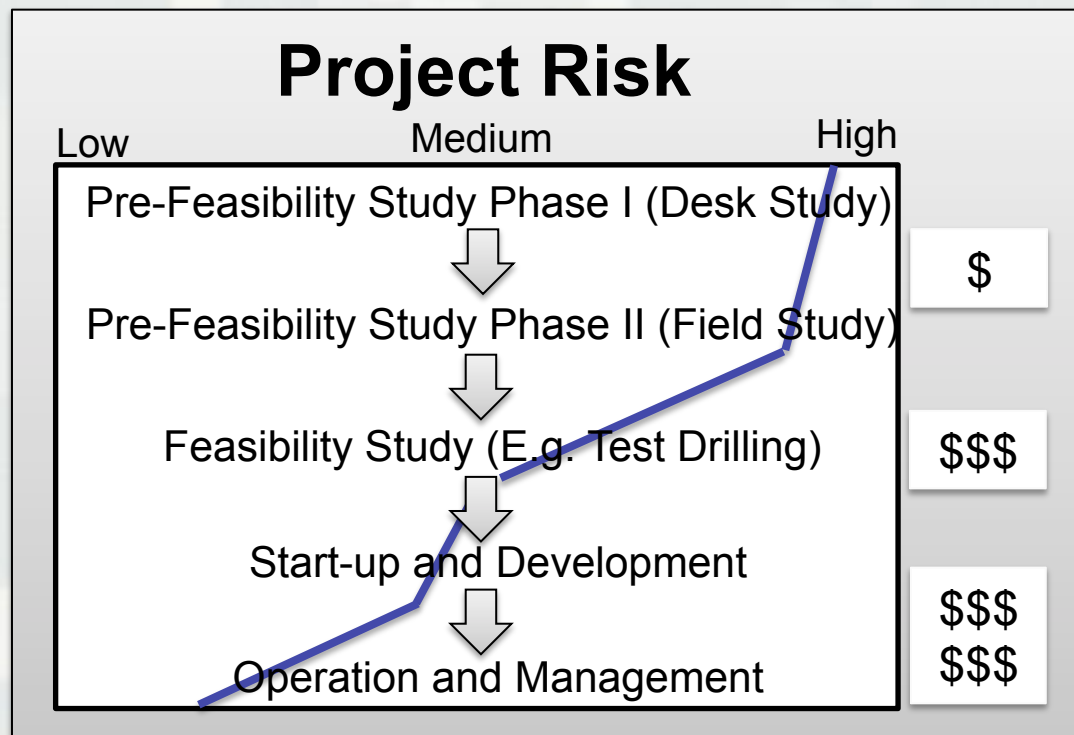 Project Risk
Low
Medium
High
Pre-Feasibility Study Phase I (Desk Study)
$
Pre-Feasibility Study Phase II (Field Study)
Feasibility Study (E.g. Test Drilling)
$$$
Start-up and Development
$$$
$$$
Operation and Management